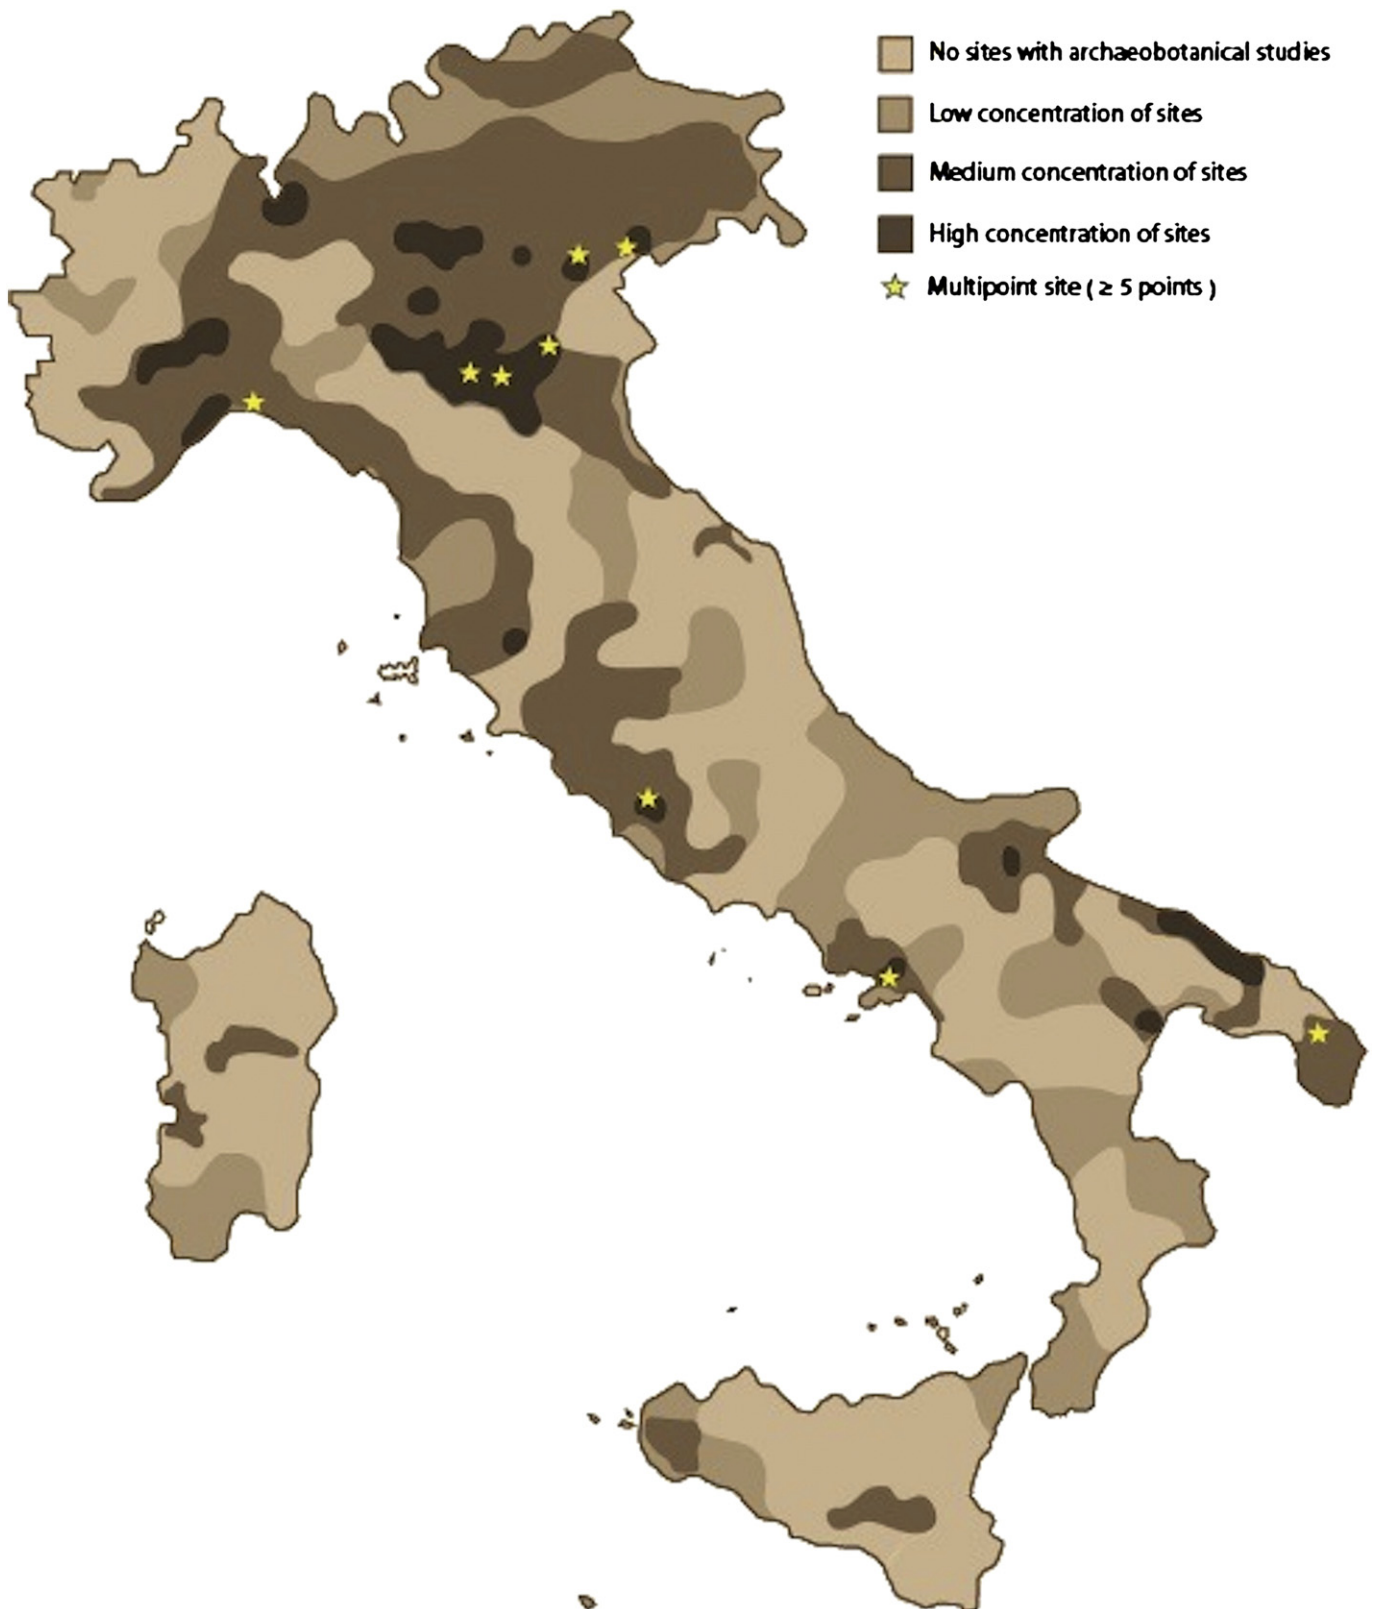 No sites with archaeobotanical studies
Low concentration of sites
Medium concentration of sites
High concentration of sites
Multipoint site ( ≥ 5 points )